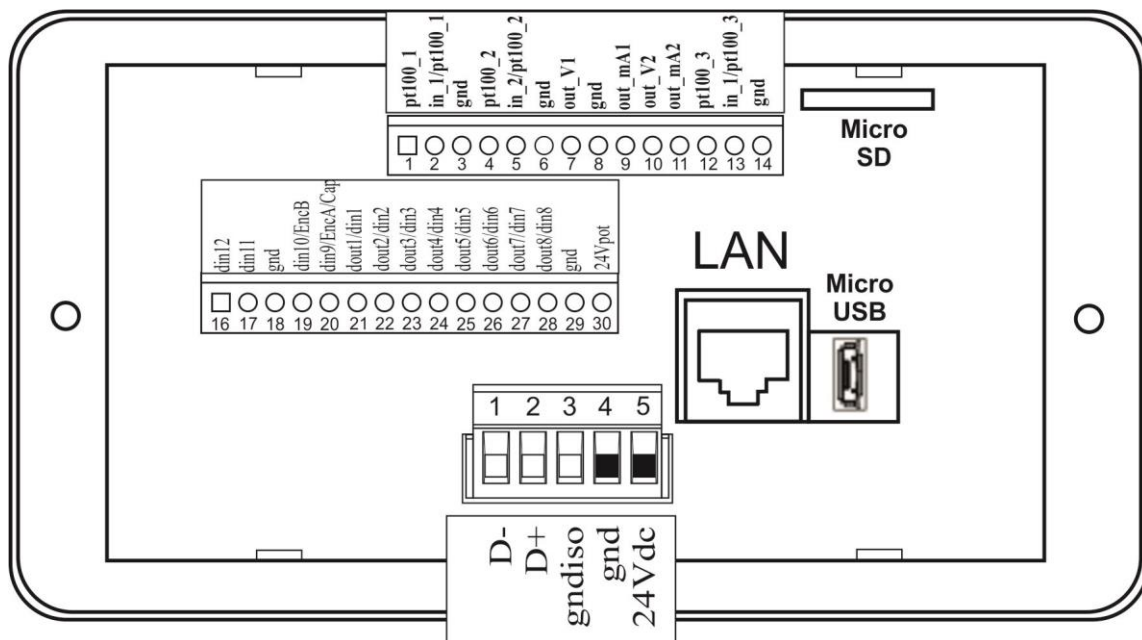 pt100_1
in_1/pt100_1
gnd
pt100_2
in_2/pt100_2
gnd
out_V1
gnd
out_mA1
out_V2
out_mA2
pt100_3
in_1/pt100_3
gnd
1 2 3 4 5 6 7 8 9 10 11 12 13 14
Micro
SD
din12
din11
gnd
din10/EncB
din9/EncA/Cap
dout1/din1
dout2/din2
dout3/din3
dout4/din4
dout5/din5
dout6/din6
dout7/din7
dout8/din8
gnd
24Vpot
16 17 18 19 20 21 22 23 24 25 26 27 28 29 30
LAN
Micro
USB
1 2 3 4 5
D-
D+
gndiso
gnd
24Vdc